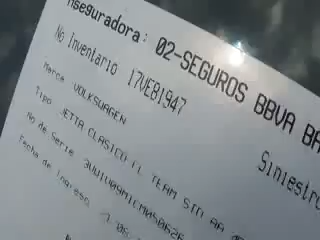 Aseguradora: 02-SEGUROS BBVA BA
No Inventario 17VEB1947
Marca VOLKSWAGEN
Tipo JETTA CLASICO CL TEAM STD AA
Siniestro
No de Serie
Fecha de Ingreso